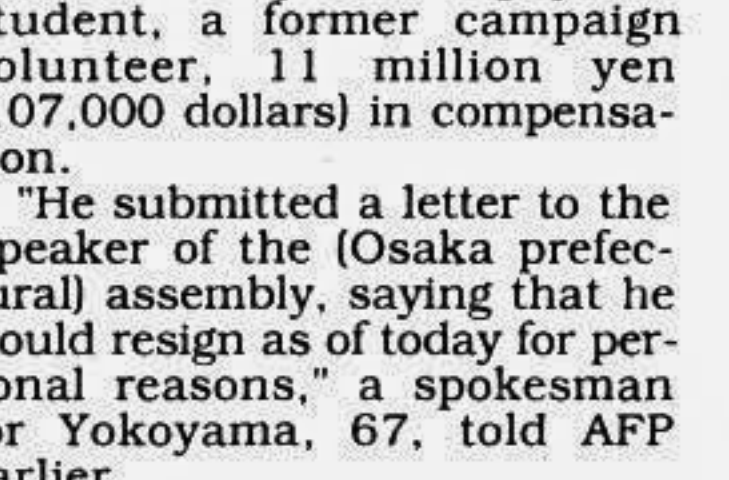 tudent, a former campaign
olunteer, 11 million yen
07,000 dollars) in compensa-
on.
"He submitted a letter to the
peaker of the (Osaka prefec-
ural) assembly, saying that he
ould resign as of today for per-
onal reasons," a spokesman
or Yokoyama, 67, told AFP
arlier